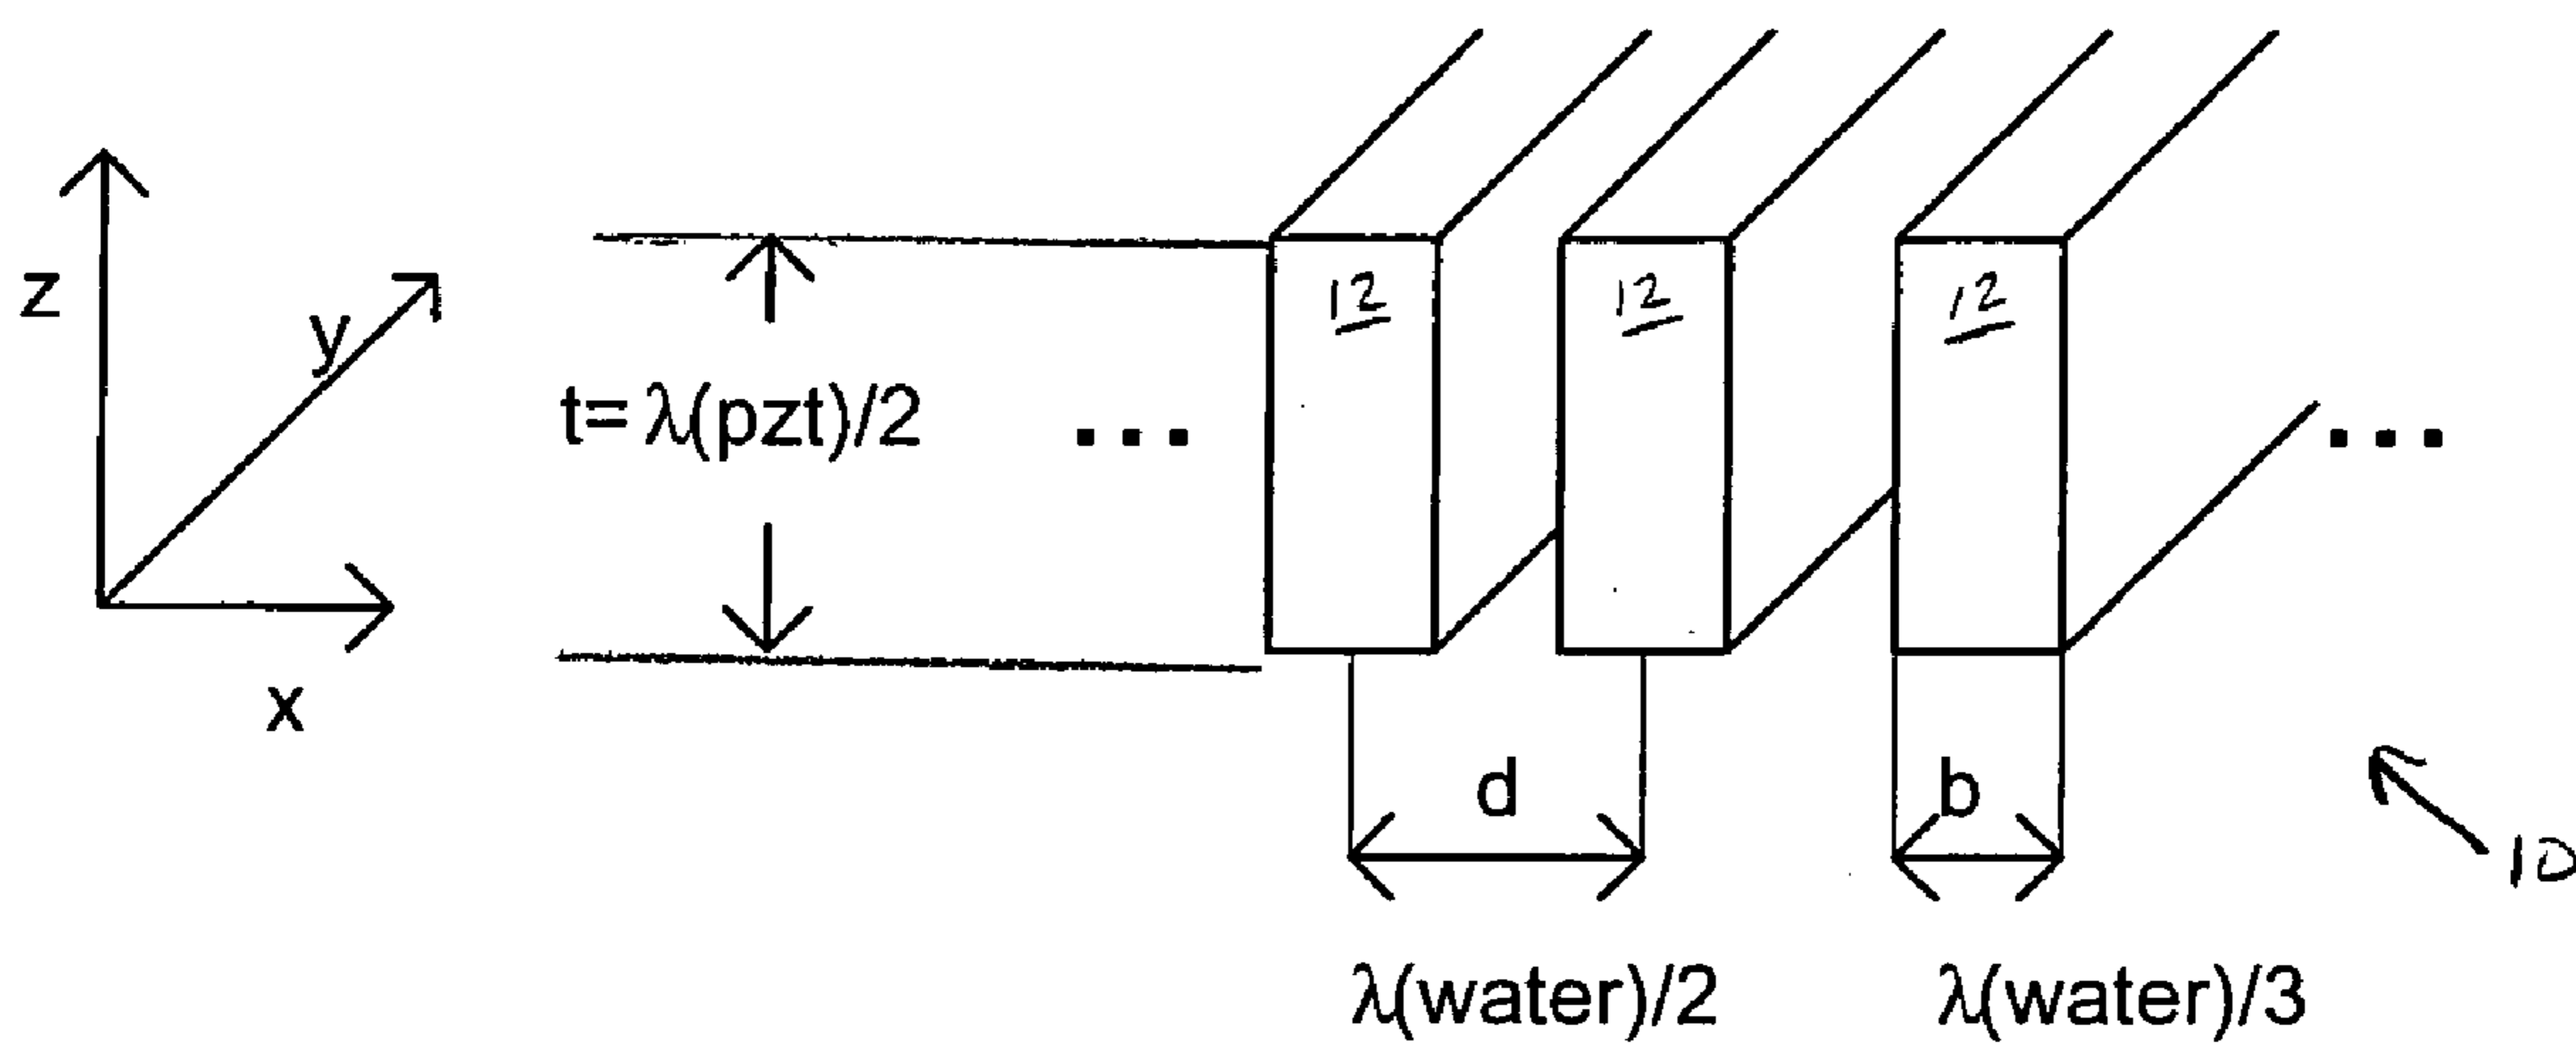 12 12 12
z
y
t= λ(pzt)/2 ... ...
x
d b
10
λ(water)/2 λ(water)/3